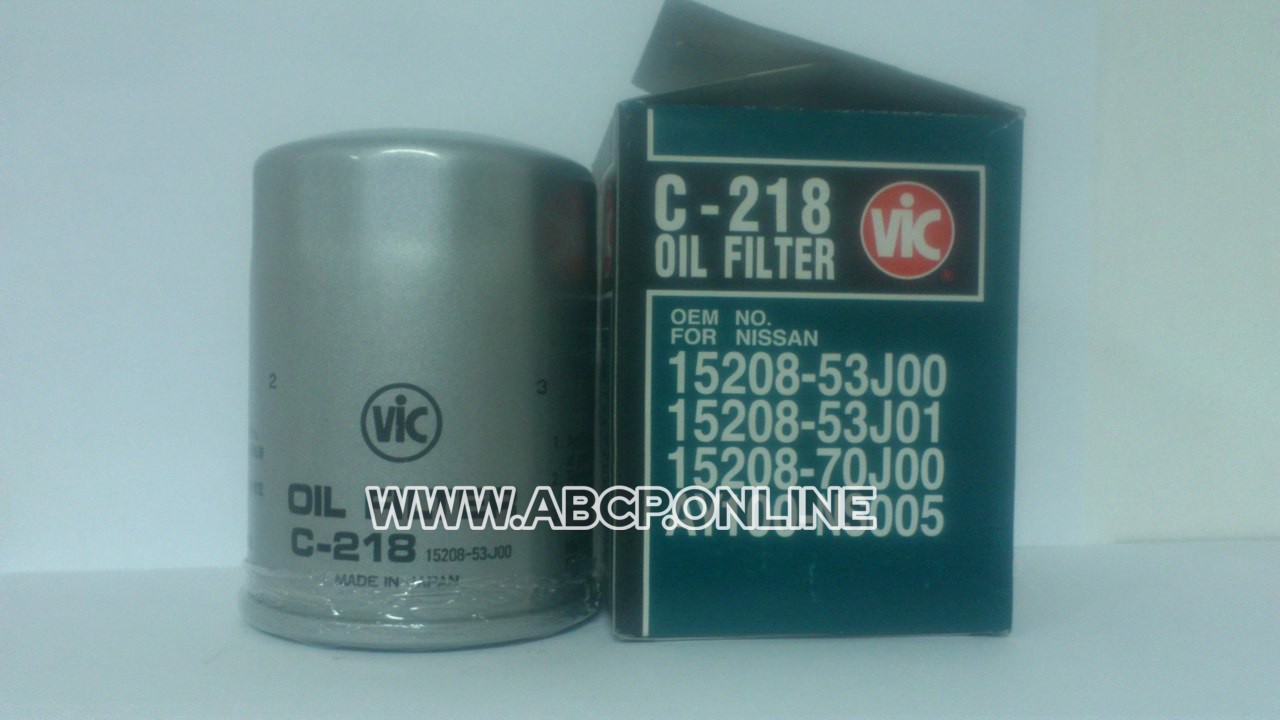 2
3
VIC
OIL
C-218 15208-53J00
MADE IN JAPAN
C-218
OIL FILTER
VIC
OEM NO.
FOR NISSAN
15208-53J00
15208-53J01
15208-70J00
WWW.ABCP.ONLINE